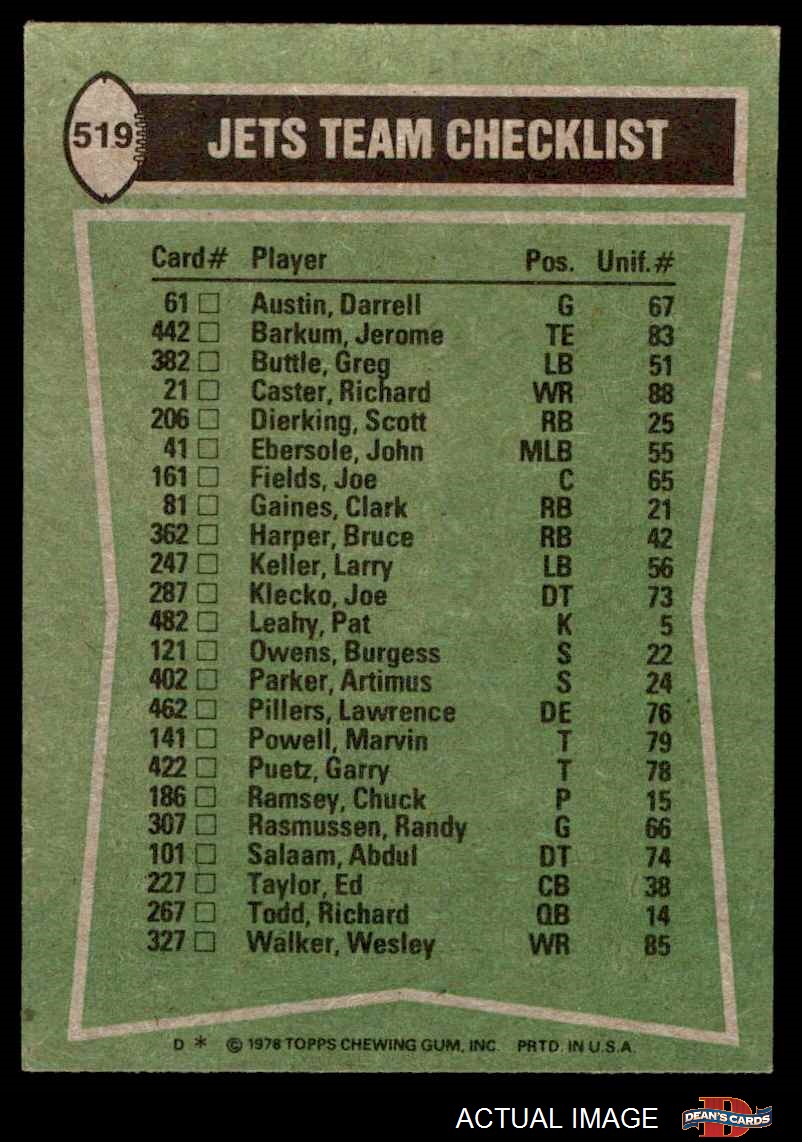 519 JETS TEAM CHECKLIST
Card# Player Pos. Unif.#
61 □ Austin, Darrell G 67
442 □ Barkum, Jerome TE 83
382 □ Buttle, Greg LB 51
21 □ Caster, Richard WR 88
206 □ Dierking, Scott RB 25
41 □ Ebersole, John MLB 55
161 □ Fields, Joe C 65
81 □ Gaines, Clark RB 21
362 □ Harper, Bruce RB 42
247 □ Keller, Larry LB 56
287 □ Klecko, Joe DT 73
482 □ Leahy, Pat K 5
121 □ Owens, Burgess S 22
402 □ Parker, Artimus S 24
462 □ Pillers, Lawrence DE 76
141 □ Powell, Marvin T 79
422 □ Puetz, Garry T 78
186 □ Ramsey, Chuck P 15
307 □ Rasmussen, Randy G 66
101 □ Salaam, Abdul DT 74
227 □ Taylor, Ed CB 38
267 □ Todd, Richard QB 14
327 □ Walker, Wesley WR 85
D * © 1978 TOPPS CHEWING GUM, INC. PRTD. IN U.S.A.
ACTUAL IMAGE
D DEAN'S CARDS